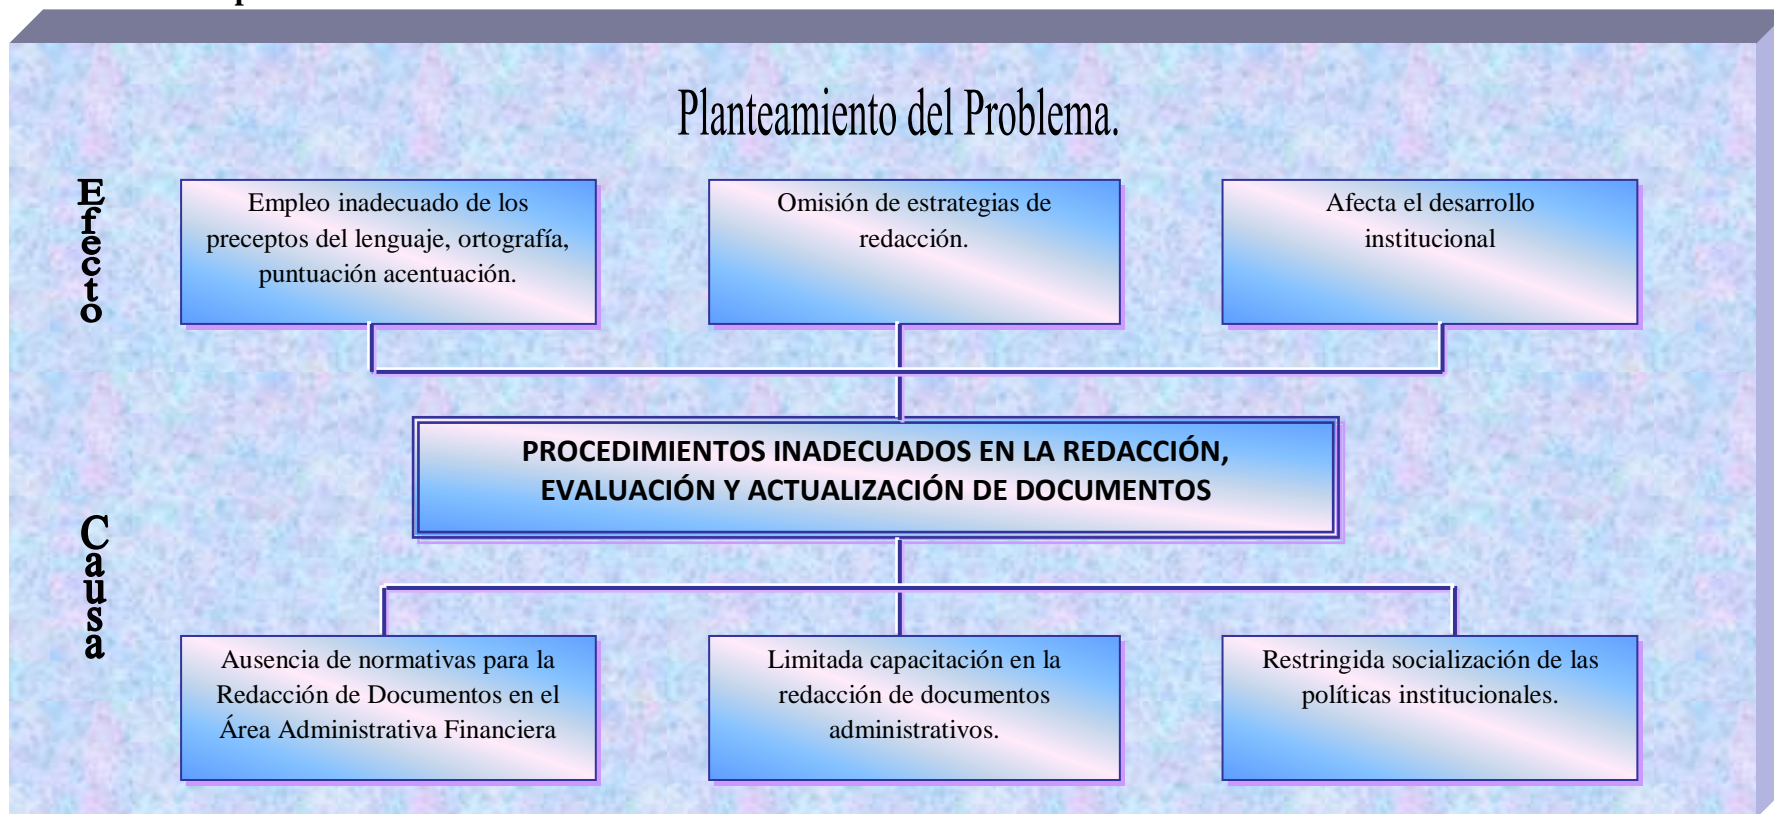 Planteamiento del Problema.
Efecto
Empleo inadecuado de los
preceptos del lenguaje, ortografía,
puntuación acentuación.
Omisión de estrategias de
redacción.
Afecta el desarrollo
institucional
PROCEDIMIENTOS INADECUADOS EN LA REDACCIÓN,
EVALUACIÓN Y ACTUALIZACIÓN DE DOCUMENTOS
Causa
Ausencia de normativas para la
Redacción de Documentos en el
Área Administrativa Financiera
Limitada capacitación en la
redacción de documentos
administrativos.
Restringida socialización de las
políticas institucionales.